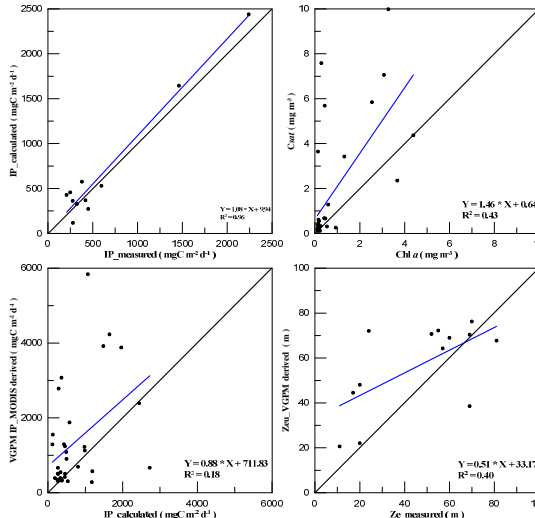 2500
2000
1500
1000
500
0
0 500 1000 1500 2000 2500
IP_calculated ( mgC m-2 d-1)
IP_measured ( mgC m-2 d-1)
R2=0.96
10
8
6
4
2
0
0 2 4 6 8 10
Csat ( mg m-3)
Chl a ( mg m-3)
Y = 1.46 * X + 0.64
R2 = 0.43
6000
4000
2000
0
0 2000 4000 6000
VGPM IP_MODIS derived ( mgC m-2 d-1)
IP_calculated ( mgC m-2 d-1)
Y = 0.88 * X + 711.83
R2 = 0.18
100
80
60
40
20
0
0 20 40 60 80 100
Zeu_VGPM derived ( m )
Ze_measured ( m )
Y = 0.51 * X + 33.17
R2 = 0.40